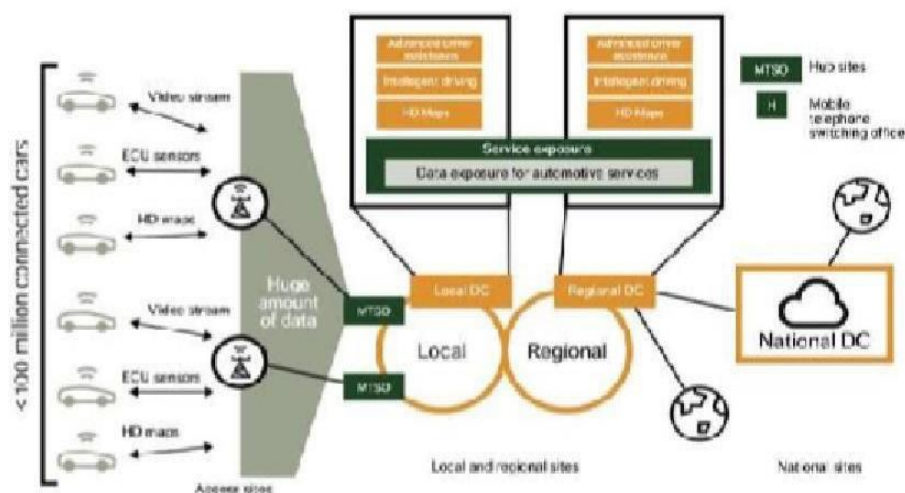 < 100 million connected cars
Video stream
ECU sensors
HD maps
Video stream
ECU sensors
HD maps
Access sites
Huge
amount
of data
MTSO
MTSO
Advanced driver
assistance
Intelligent driving
HD Maps
Advanced driver
assistance
Intelligent driving
HD Maps
Service exposure
Data exposure for automotive services
Local DC
Regional DC
Local
Regional
Local and regional sites
MTSO
Hub sites
H
Mobile
telephone
switching office
National DC
National sites